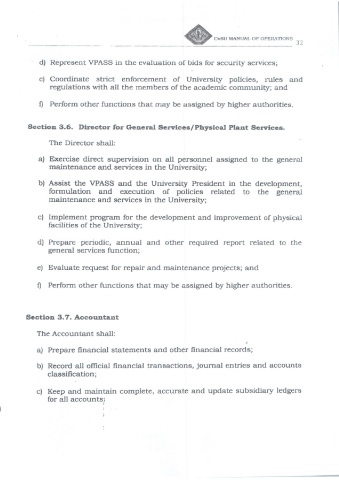 CHSU MANUAL OF OPERATIONS
32
d) Represent VPASS in the evaluation of bids for security services;
e) Coordinate strict enforcement of University policies, rules and
regulations with all the members of the academic community; and
f) Perform other functions that may be assigned by higher authorities.
Section 3.6. Director for General Services/Physical Plant Services.
The Director shall:
a) Exercise direct supervision on all personnel assigned to the general
maintenance and services in the University;
b) Assist the VPASS and the University President in the development,
formulation and execution of policies related to the general
maintenance and services in the University;
c) Implement program for the development and improvement of physical
facilities of the University;
d) Prepare periodic, annual and other required report related to the
general services function;
e) Evaluate request for repair and maintenance projects; and
f) Perform other functions that may be assigned by higher authorities.
Section 3.7. Accountant
The Accountant shall:
a) Prepare financial statements and other financial records;
b) Record all official financial transactions, journal entries and accounts
classification;
c) Keep and maintain complete, accurate and update subsidiary ledgers
for all accounts;